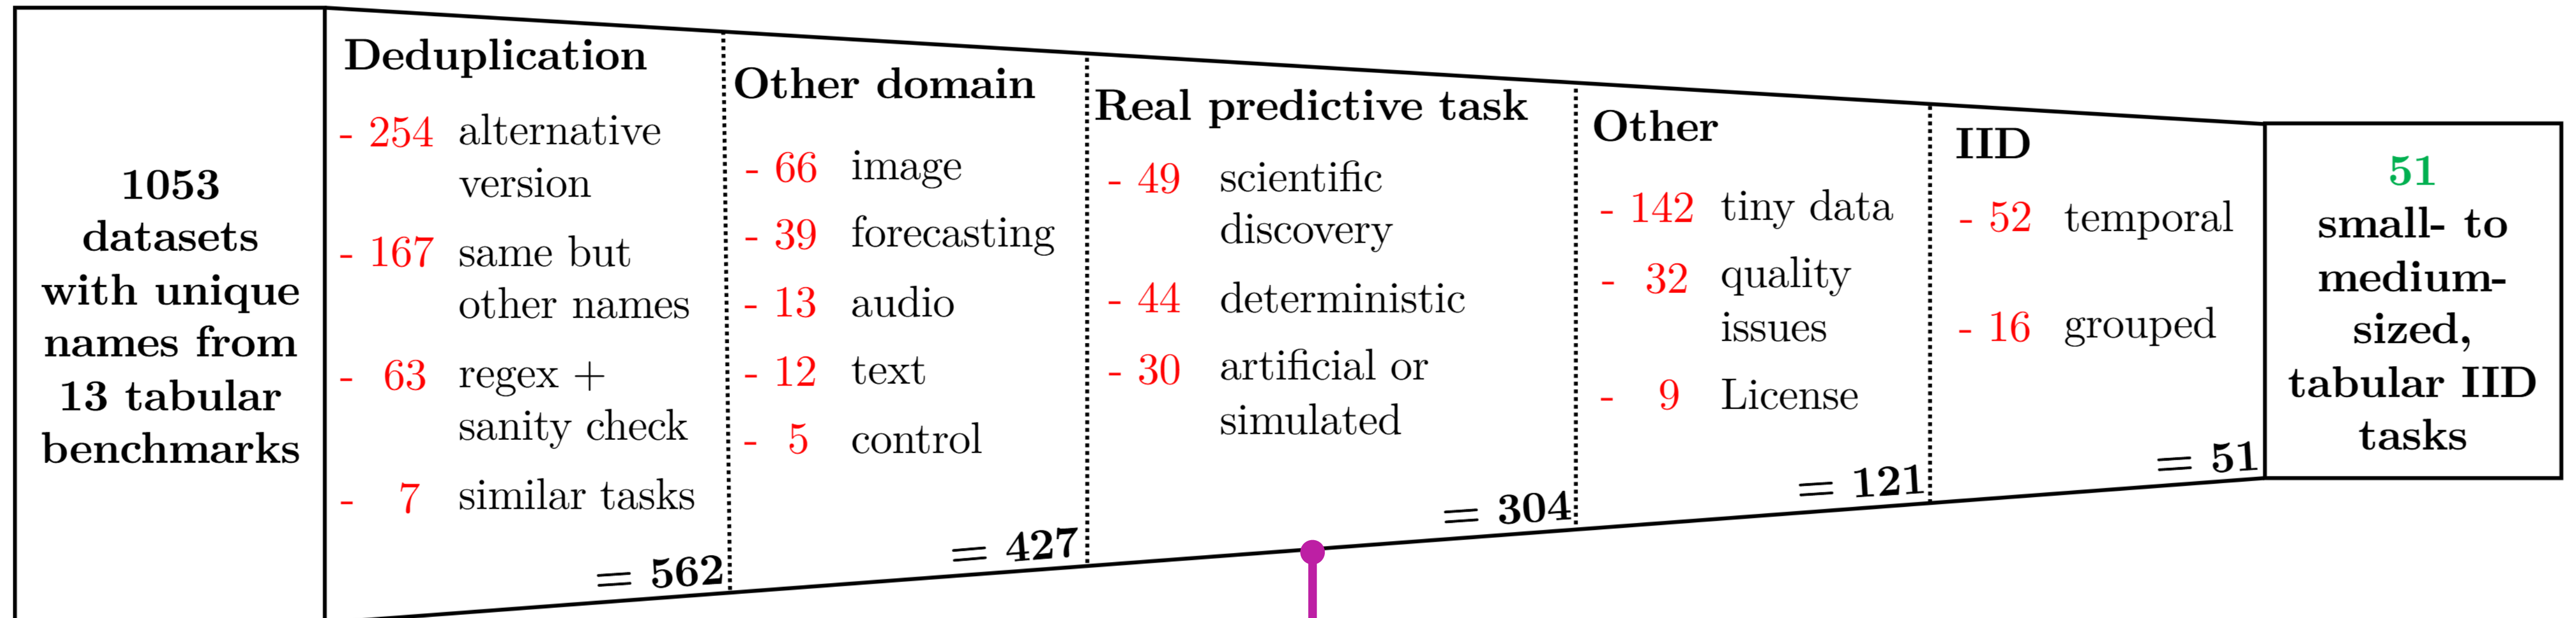 1053
datasets
with unique
names from
13 tabular
benchmarks
Deduplication
- 254 alternative
version
- 167 same but
other names
- 63 regex +
sanity check
- 7 similar tasks
= 562
Other domain
- 66 image
- 39 forecasting
- 13 audio
- 12 text
- 5 control
= 427
Real predictive task
- 49 scientific
discovery
- 44 deterministic
- 30 artificial or
simulated
= 304
Other
- 142 tiny data
- 32 quality
issues
- 9 License
= 121
IID
- 52 temporal
- 16 grouped
= 51
51
small- to
medium-
sized,
tabular IID
tasks